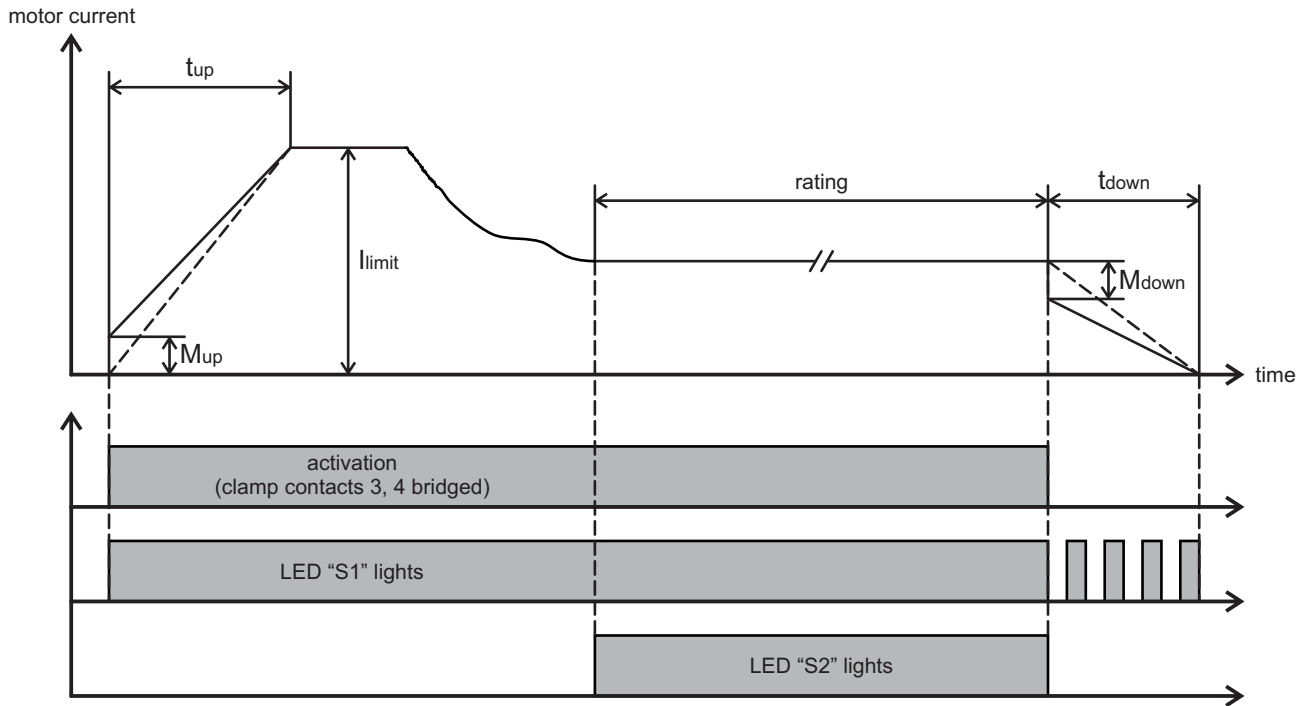 motor current
tup
rating
tdown
Ilimit
Mdown
Mup
time
activation
(clamp contacts 3, 4 bridged)
LED “S1” lights
LED “S2” lights